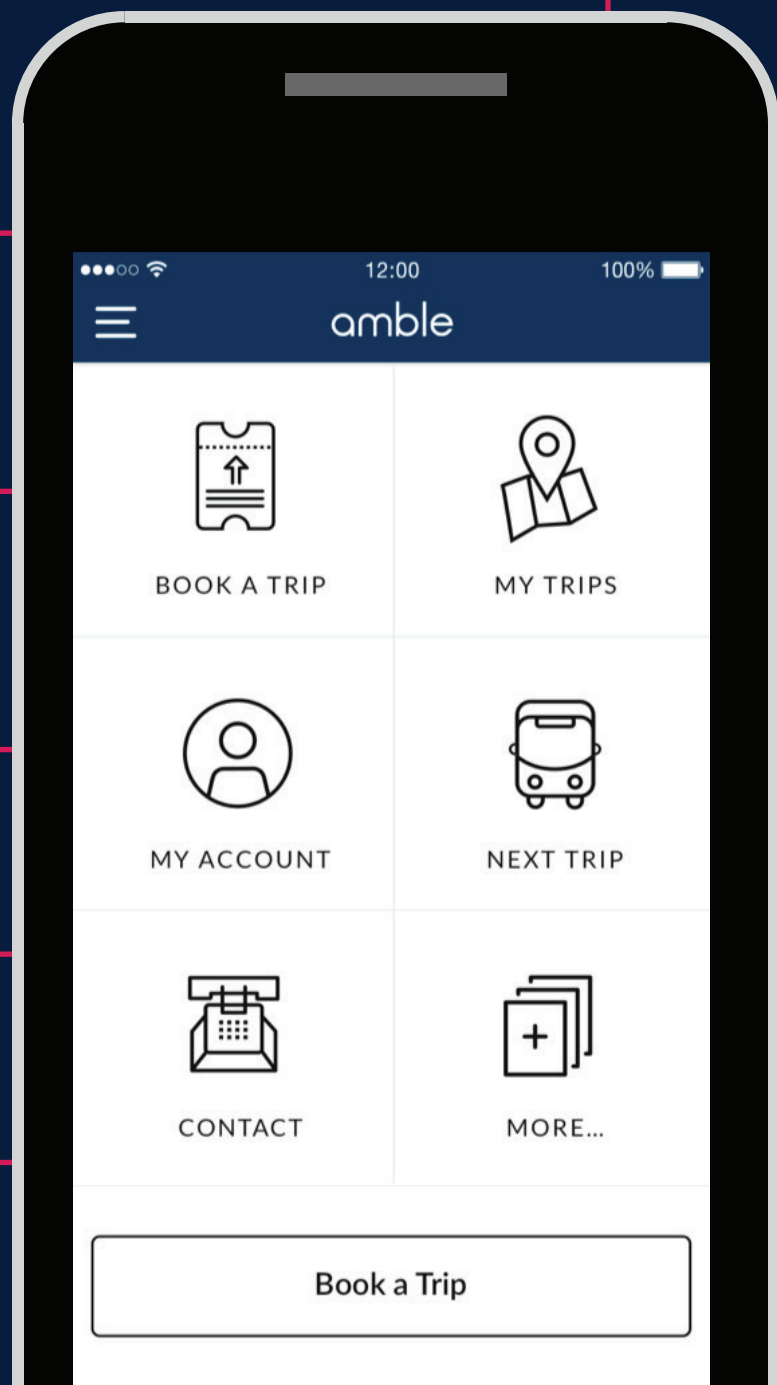 12:00
100%
amble
BOOK A TRIP
MY TRIPS
MY ACCOUNT
NEXT TRIP
CONTACT
MORE...
Book a Trip